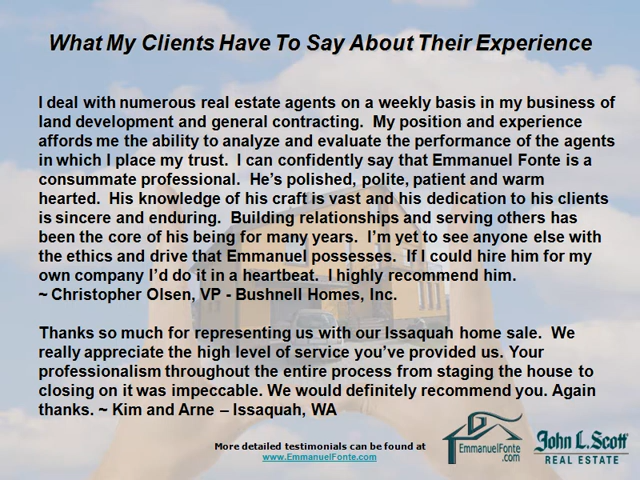 What My Clients Have To Say About Their Experience
I deal with numerous real estate agents on a weekly basis in my business of
land development and general contracting.  My position and experience
affords me the ability to analyze and evaluate the performance of the agents
in which I place my trust.  I can confidently say that Emmanuel Fonte is a
consummate professional.  He's polished, polite, patient and warm
hearted.  His knowledge of his craft is vast and his dedication to his clients
is sincere and enduring.  Building relationships and serving others has
been the core of his being for many years.  I'm yet to see anyone else with
the ethics and drive that Emmanuel possesses.  If I could hire him for my
own company I'd do it in a heartbeat.  I highly recommend him.
~ Christopher Olsen, VP - Bushnell Homes, Inc.
Thanks so much for representing us with our Issaquah home sale.  We
really appreciate the high level of service you've provided us. Your
professionalism throughout the entire process from staging the house to
closing on it was impeccable. We would definitely recommend you. Again
thanks. ~ Kim and Arne – Issaquah, WA
More detailed testimonials can be found at
www.EmmanuelFonte.com
EmmanuelFonte
.com
John L. Scott
REAL ESTATE